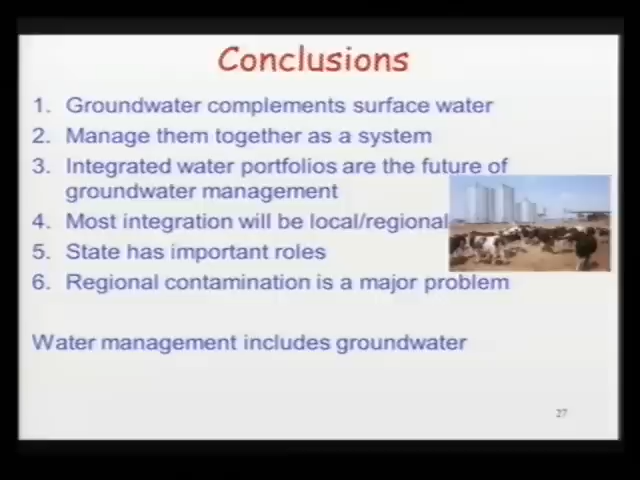 Conclusions
1. Groundwater complements surface water
2. Manage them together as a system
3. Integrated water portfolios are the future of
groundwater management
4. Most integration will be local/regional
5. State has important roles
6. Regional contamination is a major problem
Water management includes groundwater
27